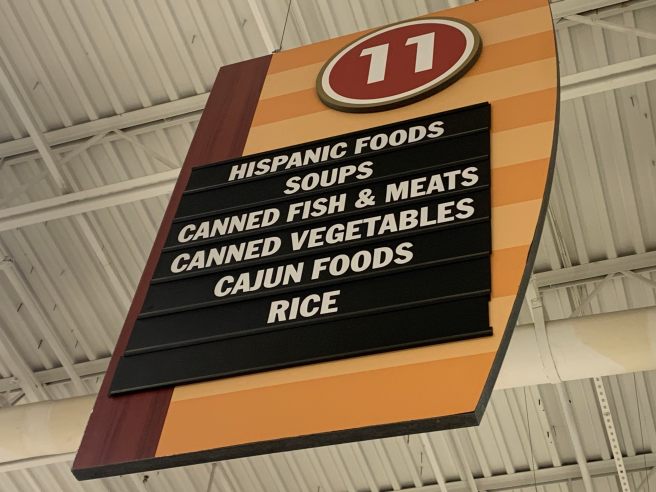 11
HISPANIC FOODS
SOUPS
CANNED FISH & MEATS
CANNED VEGETABLES
CAJUN FOODS
RICE